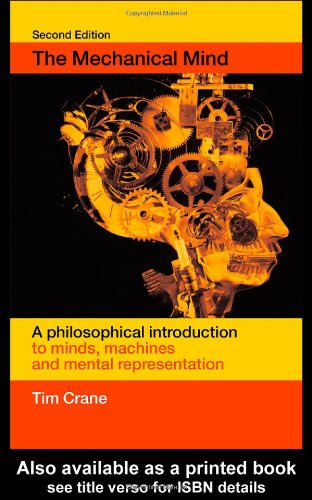 Second Edition
The Mechanical Mind
A philosophical introduction
to minds, machines
and mental representation
Tim Crane
Also available as a printed book
see title verso for ISBN details